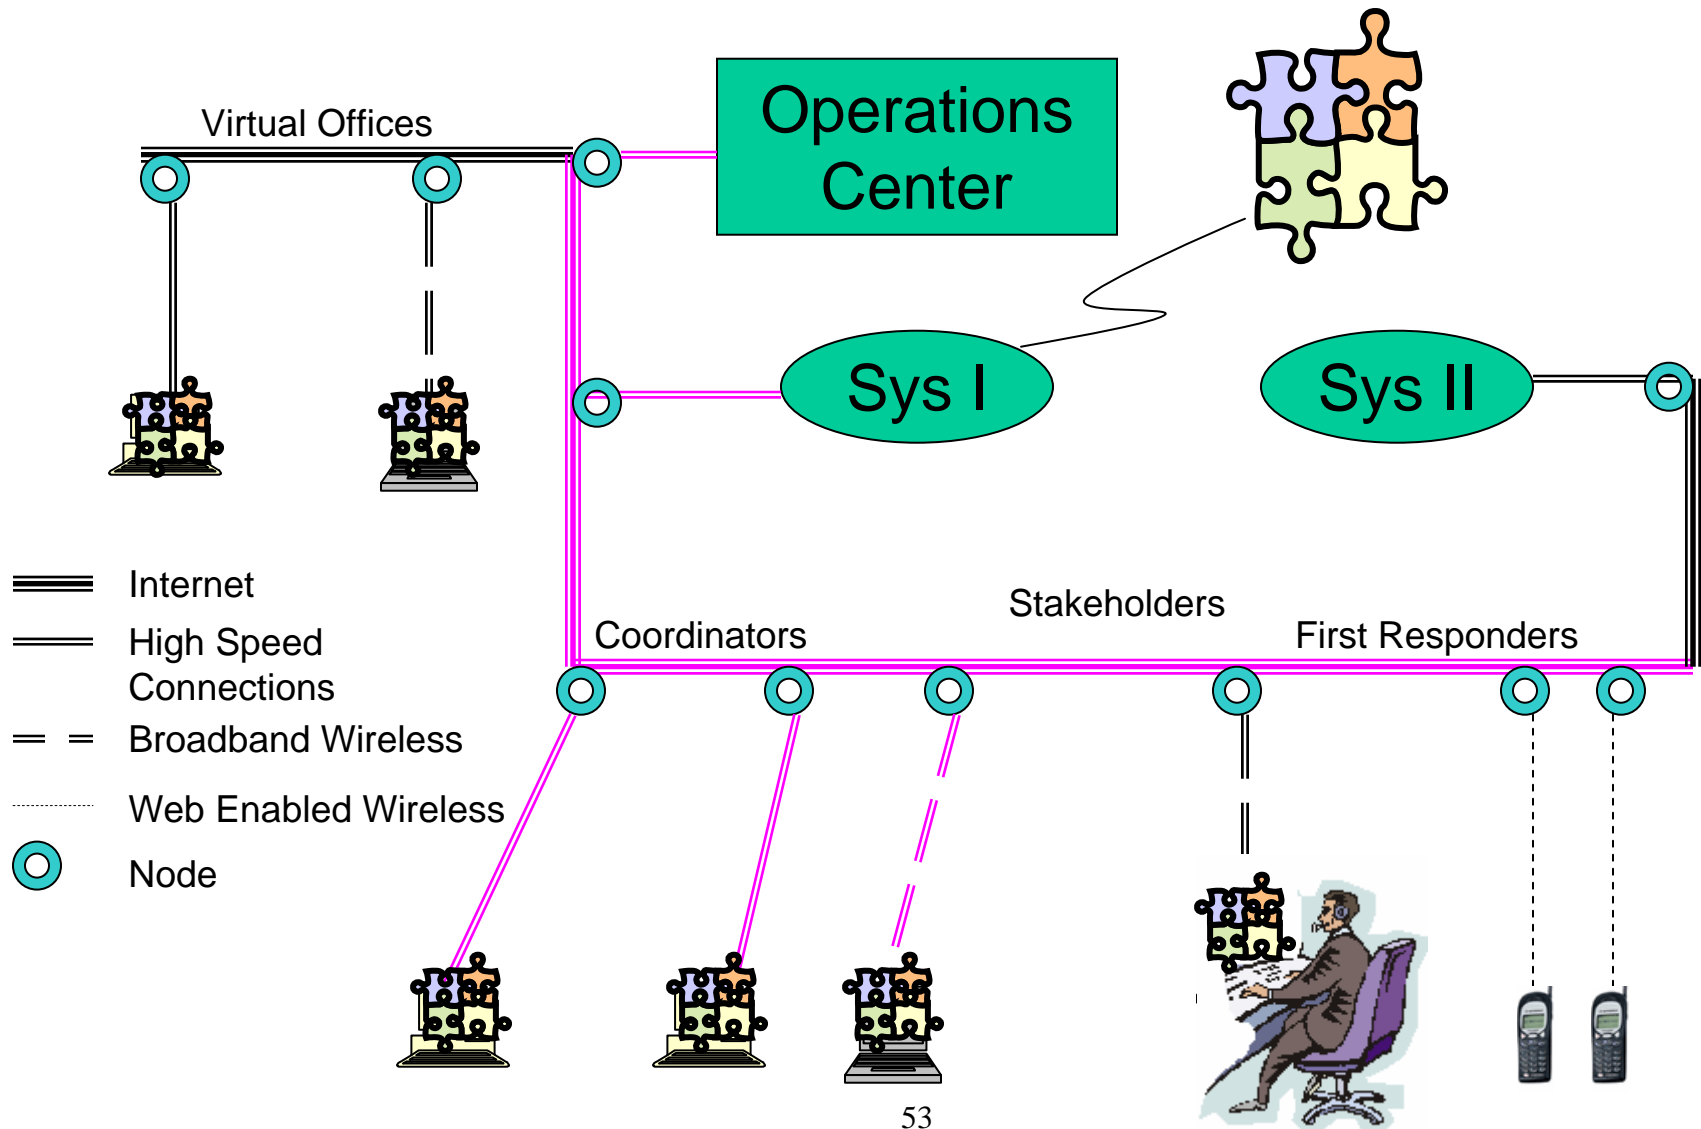 Virtual Offices
Operations
Center
Sys I
Sys II
Internet
High Speed
Connections
Broadband Wireless
Web Enabled Wireless
Node
Coordinators
Stakeholders
First Responders
53